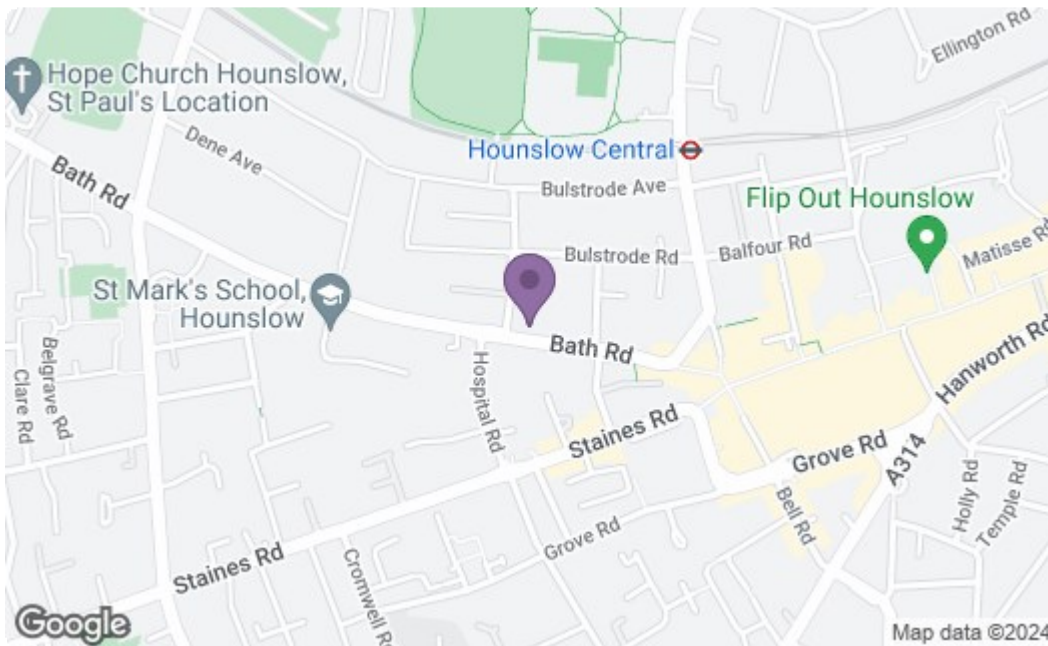 Ellington Rd
Hope Church Hounslow,
St Paul's Location
Dene Ave
Hounslow Central
Bulstrode Ave
Bath Rd
Flip Out Hounslow
Bulstrode Rd
Balfour Rd
Matisse Rd
St Mark's School,
Hounslow
Bath Rd
Belgrave Rd
Clare Rd
Hospital Rd
Hanworth Rd
Staines Rd
Grove Rd
A314
Holly Rd
Temple Rd
Bell Rd
Grove Rd
Staines Rd
Cromwell R
Google
Map data ©2024